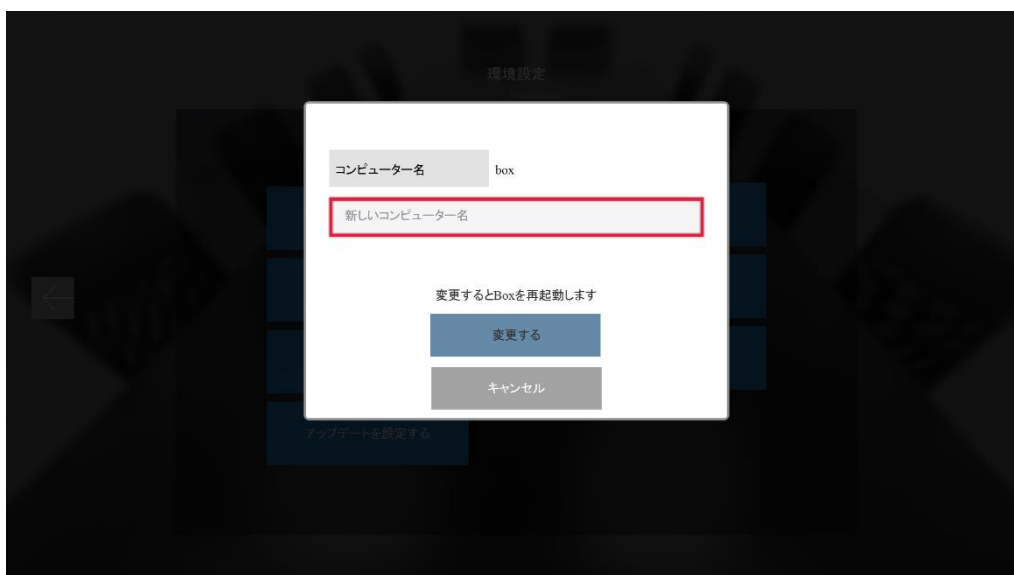 環境設定
コンピューター名 box
新しいコンピューター名
変更するとBoxを再起動します
変更する
キャンセル
アップデートを設定する